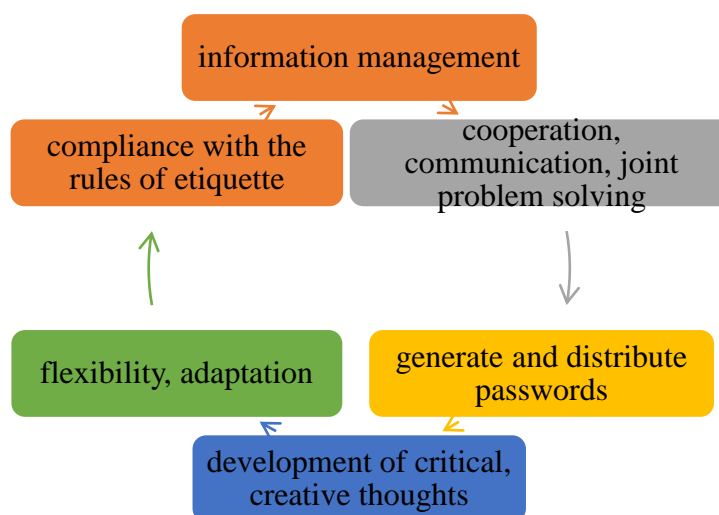 information management
compliance with the
rules of etiquette
cooperation,
communication, joint
problem solving
flexibility, adaptation
generate and distribute
passwords
development of critical,
creative thoughts